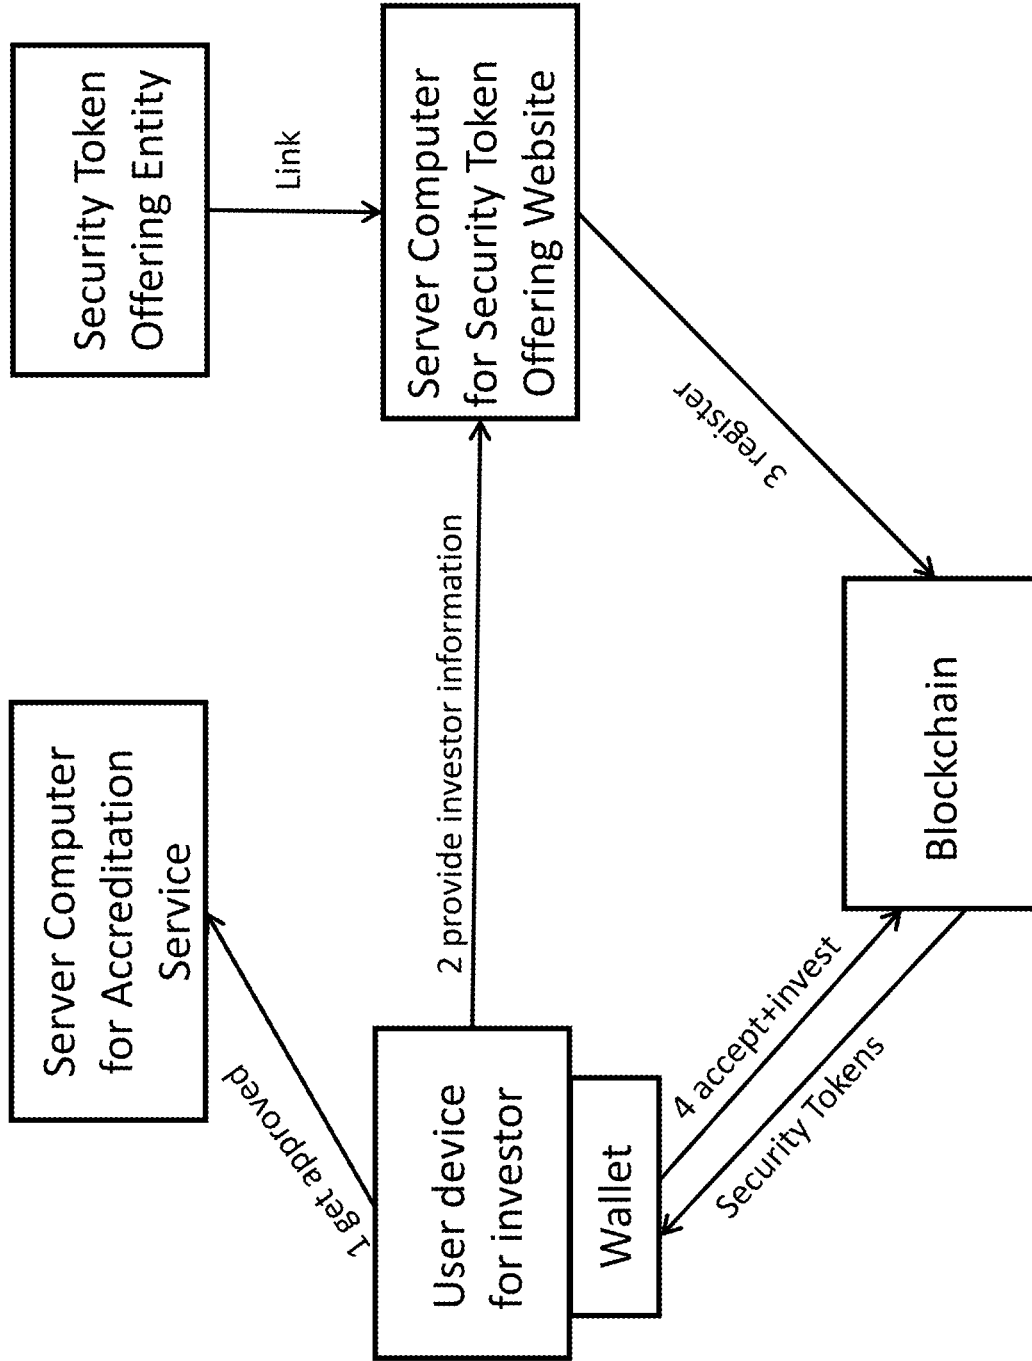 Server Computer
for Accreditation
Service
Security Token
Offering Entity
1 get approved
Link
User device
for investor
2 provide investor information
Server Computer
for Security Token
Offering Website
Wallet
4 accept+invest
Security Tokens
3 register
Blockchain